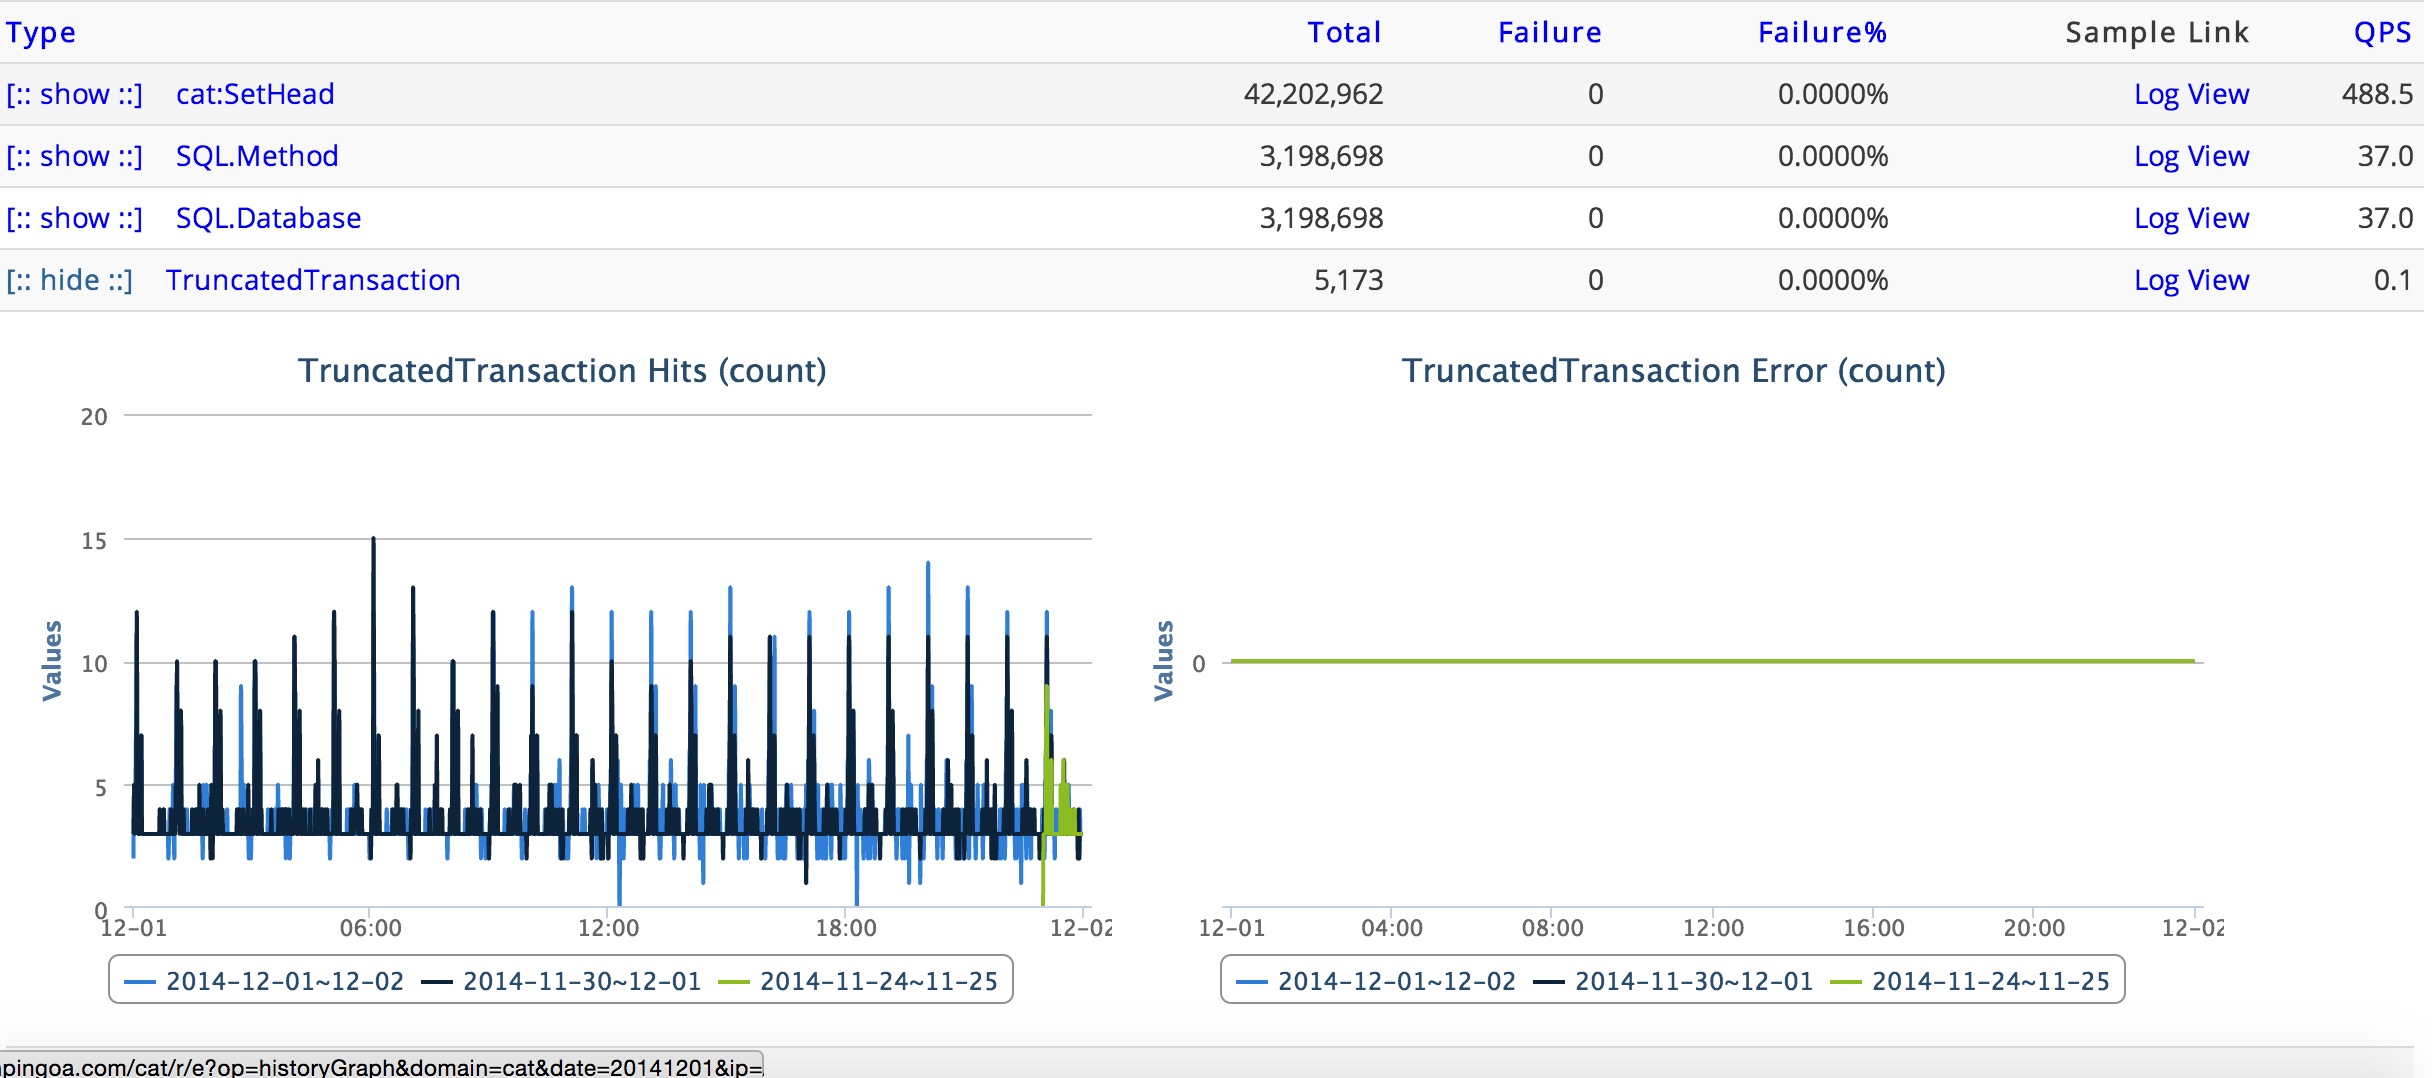 Type Total Failure Failure% Sample Link QPS
[:: show ::] cat:SetHead 42,202,962 0 0.0000% Log View 488.5
[:: show ::] SQL.Method 3,198,698 0 0.0000% Log View 37.0
[:: show ::] SQL.Database 3,198,698 0 0.0000% Log View 37.0
[:: hide ::] TruncatedTransaction 5,173 0 0.0000% Log View 0.1
TruncatedTransaction Hits (count)
20
15
10
5
0
Values
12-01 06:00 12:00 18:00 12-02
2014-12-01~12-02 2014-11-30~12-01 2014-11-24~11-25
TruncatedTransaction Error (count)
Values
0
12-01 04:00 08:00 12:00 16:00 20:00 12-02
2014-12-01~12-02 2014-11-30~12-01 2014-11-24~11-25
pingoa.com/cat/r/e?op=historyGraph&domain=cat&date=20141201&ip=